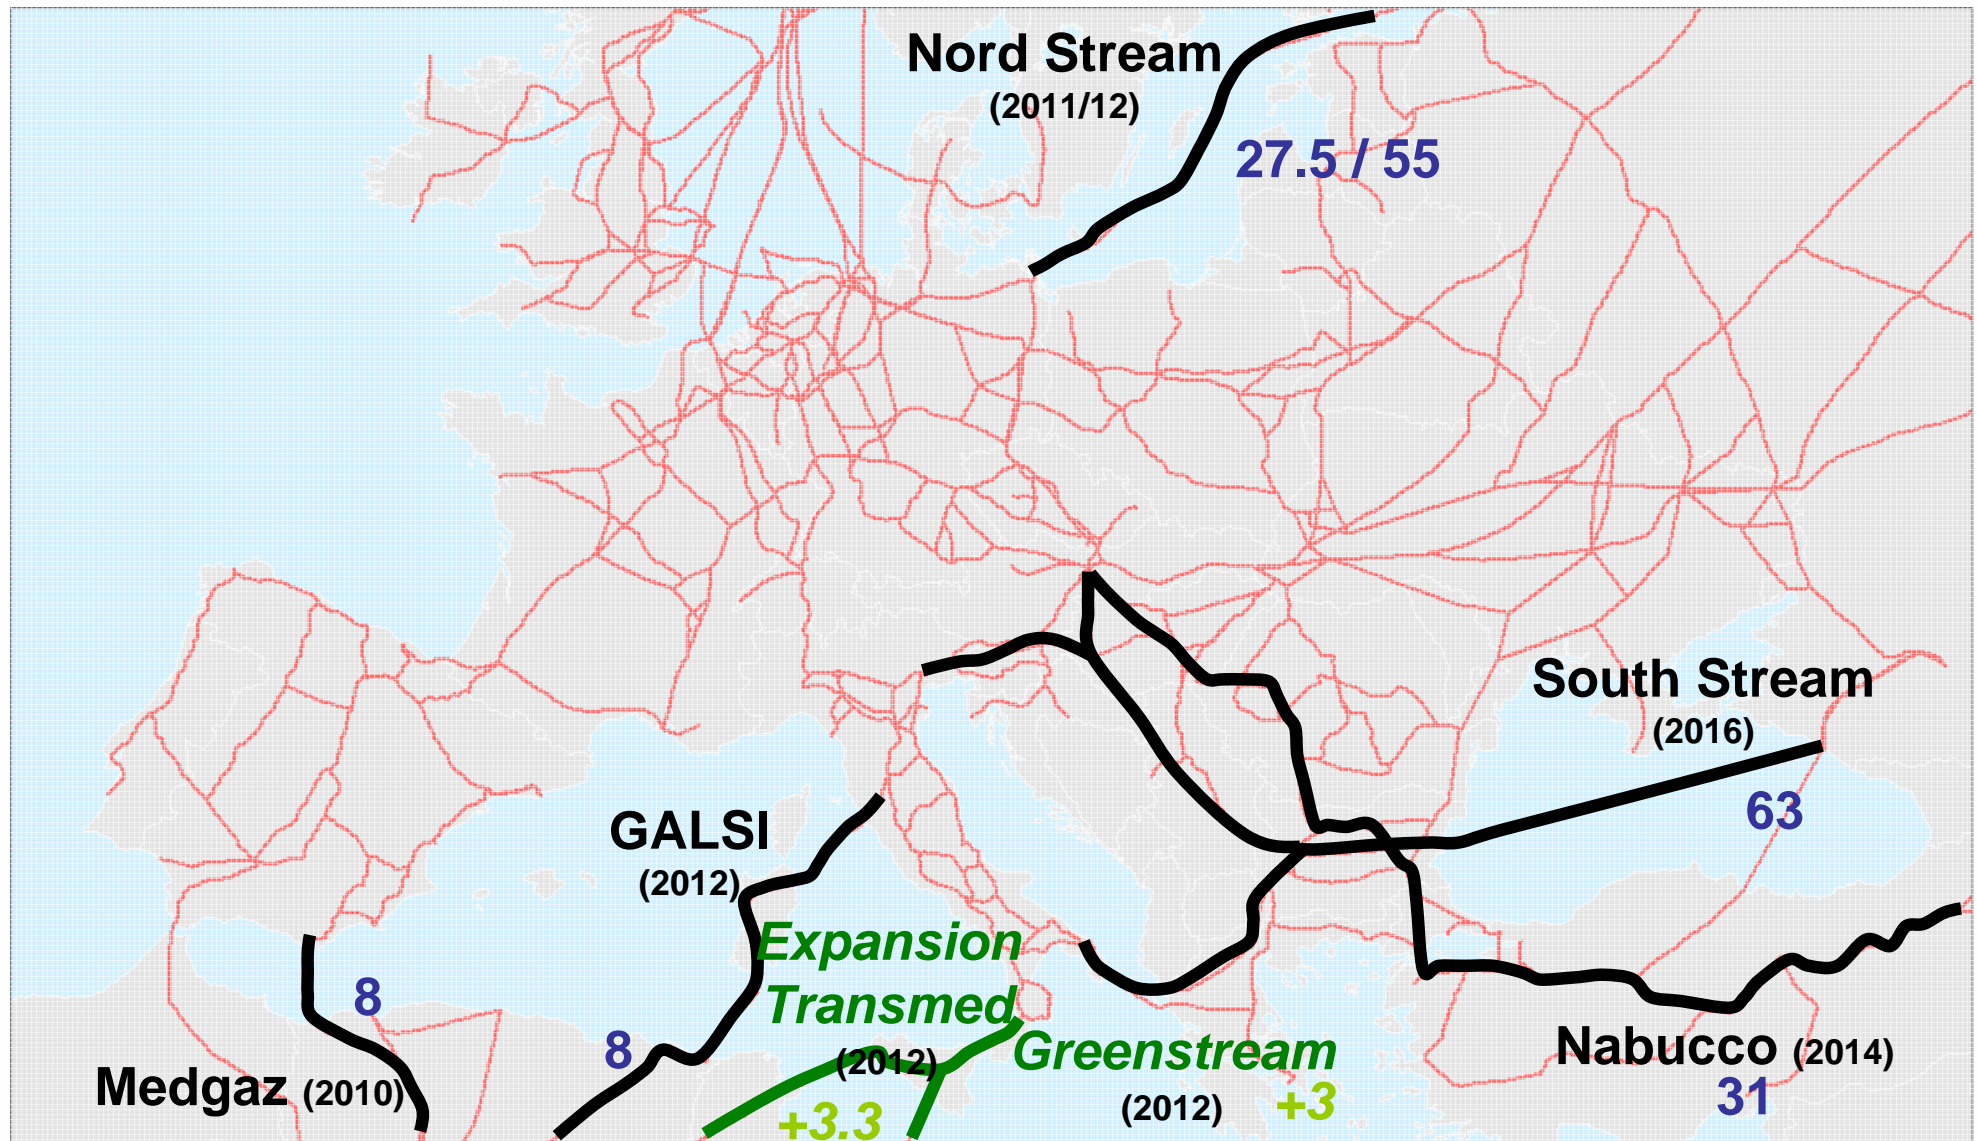 Nord Stream
(2011/12)
27.5 / 55
South Stream
(2016)
63
GALSI
(2012)
Expansion
Transmed
(2012)
+3.3
Greenstream
(2012)
+3
8
8
Medgaz (2010)
Nabucco (2014)
31